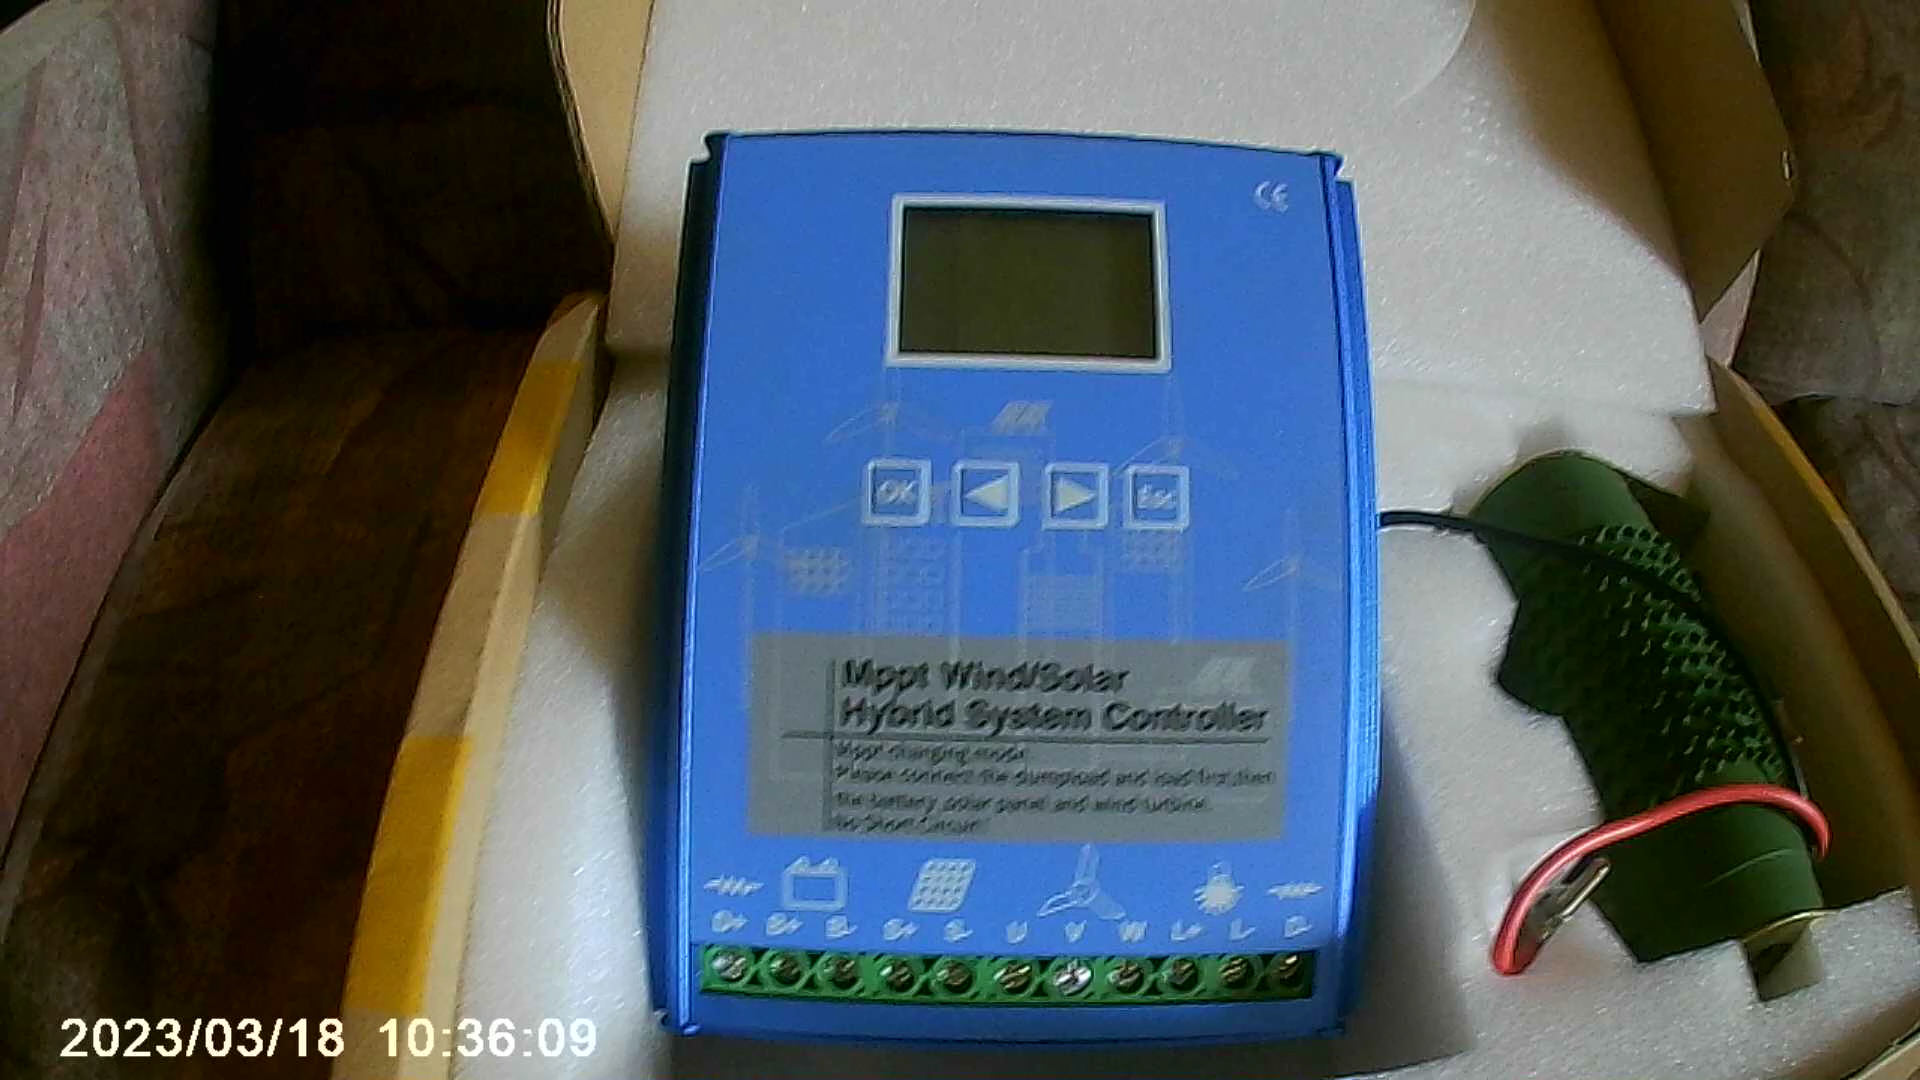 CE
OK
Esc
Mppt Wind/Solar
Hybrid System Controller
Mppt charging mode
Please connect the dumpload and load first,then
the battery, solar panel and wind turbine.
No Short Circuit!
D+ B+ B- S+ S- U V W L+ L- D-
2023/03/18 10:36:09